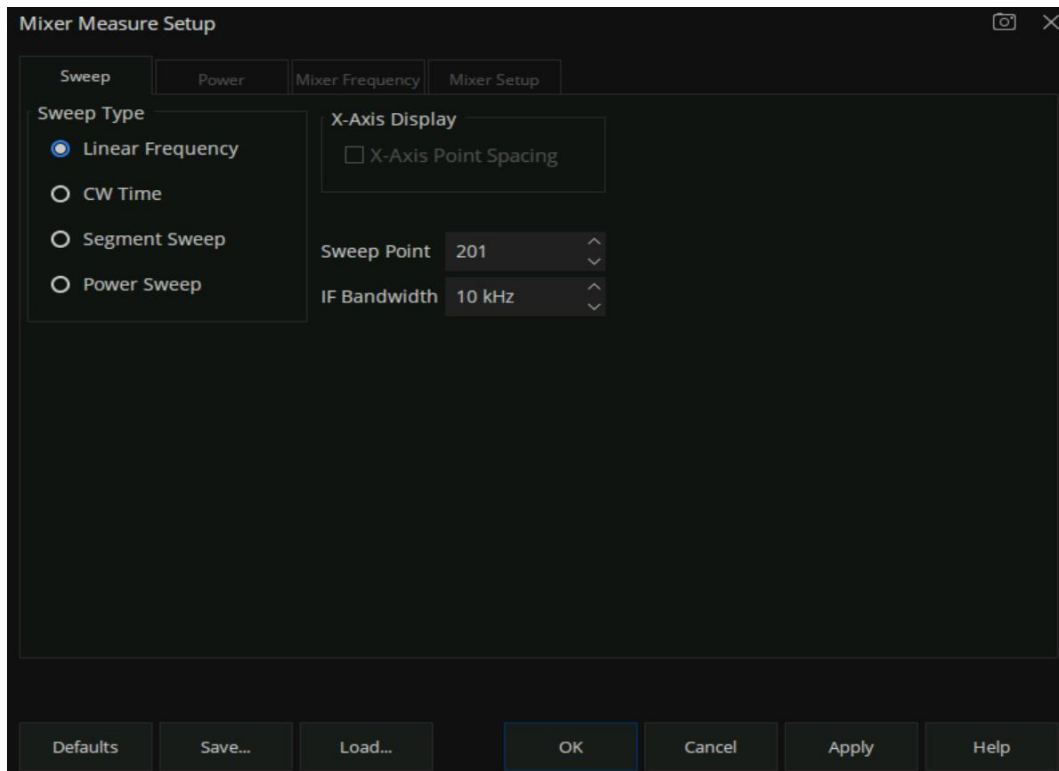 Mixer Measure Setup
Sweep Power Mixer Frequency Mixer Setup
Sweep Type
Linear Frequency
CW Time
Segment Sweep
Power Sweep
X-Axis Display
X-Axis Point Spacing
Sweep Point 201
IF Bandwidth 10 kHz
Defaults Save... Load... OK Cancel Apply Help